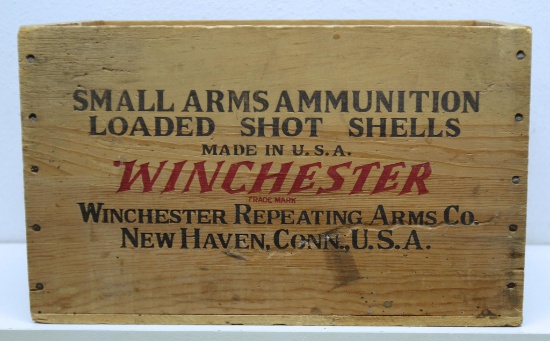 SMALL ARMS AMMUNITION
LOADED SHOT SHELLS
MADE IN U.S.A.
WINCHESTER
TRADE MARK
WINCHESTER REPEATING ARMS CO.
NEW HAVEN, CONN., U.S.A.